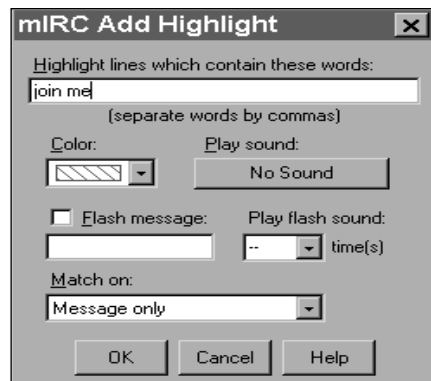 mIRC Add Highlight
Highlight lines which contain these words:
join me
(separate words by commas)
Color: Play sound:
No Sound
Flash message: Play flash sound:
-- time(s)
Match on:
Message only
OK Cancel Help